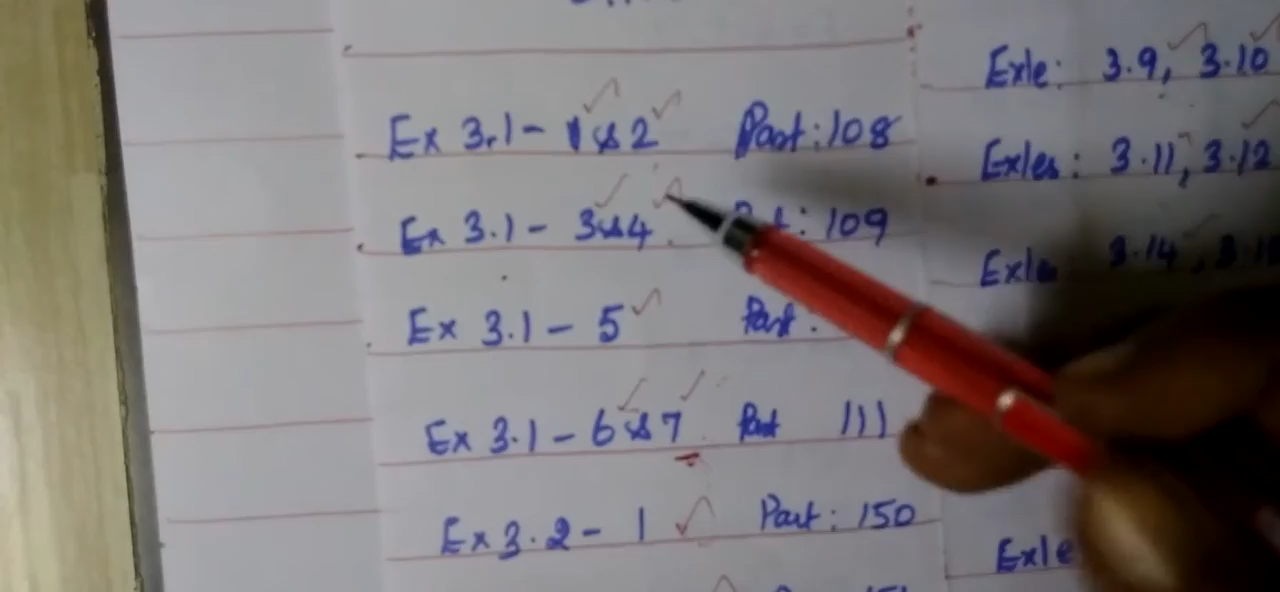 Ex 3.1 - 1 & 2 Part : 108
Ex 3.1 - 3 & 4 : 109
Ex 3.1 - 5 Part
Ex 3.1 - 6 & 7 Part 111
Ex 3.2 - 1 Part : 150
Exle : 3.9, 3.10
Exles : 3.11, 3.12
3.14,
Exle